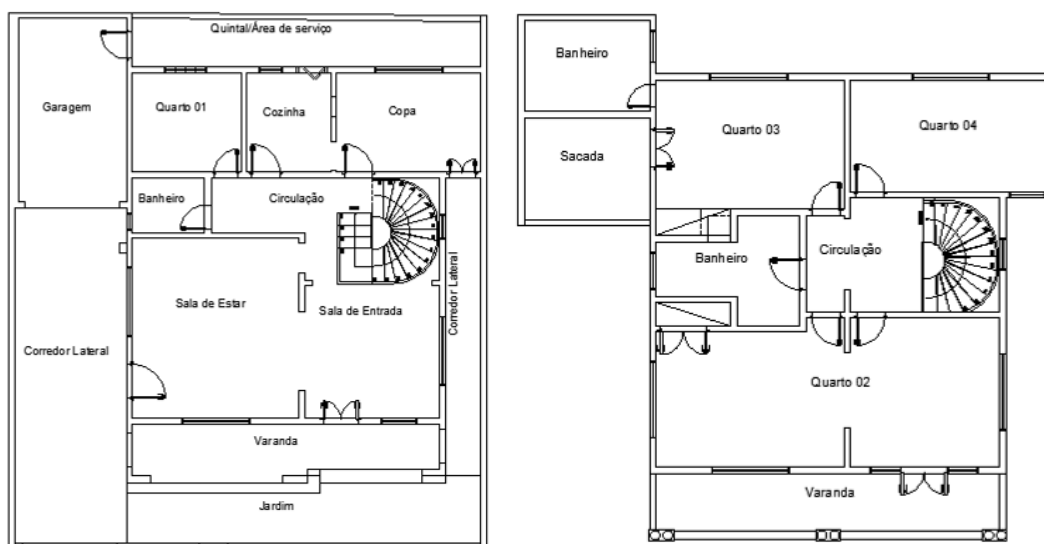 Quintal/Área de serviço
Garagem
Quarto 01
Cozinha
Copa
Banheiro
Circulação
Sala de Estar
Sala de Entrada
Corredor Lateral
Corredor Lateral
Varanda
Jardim
Banheiro
Quarto 03
Quarto 04
Sacada
Banheiro
Circulação
Quarto 02
Varanda